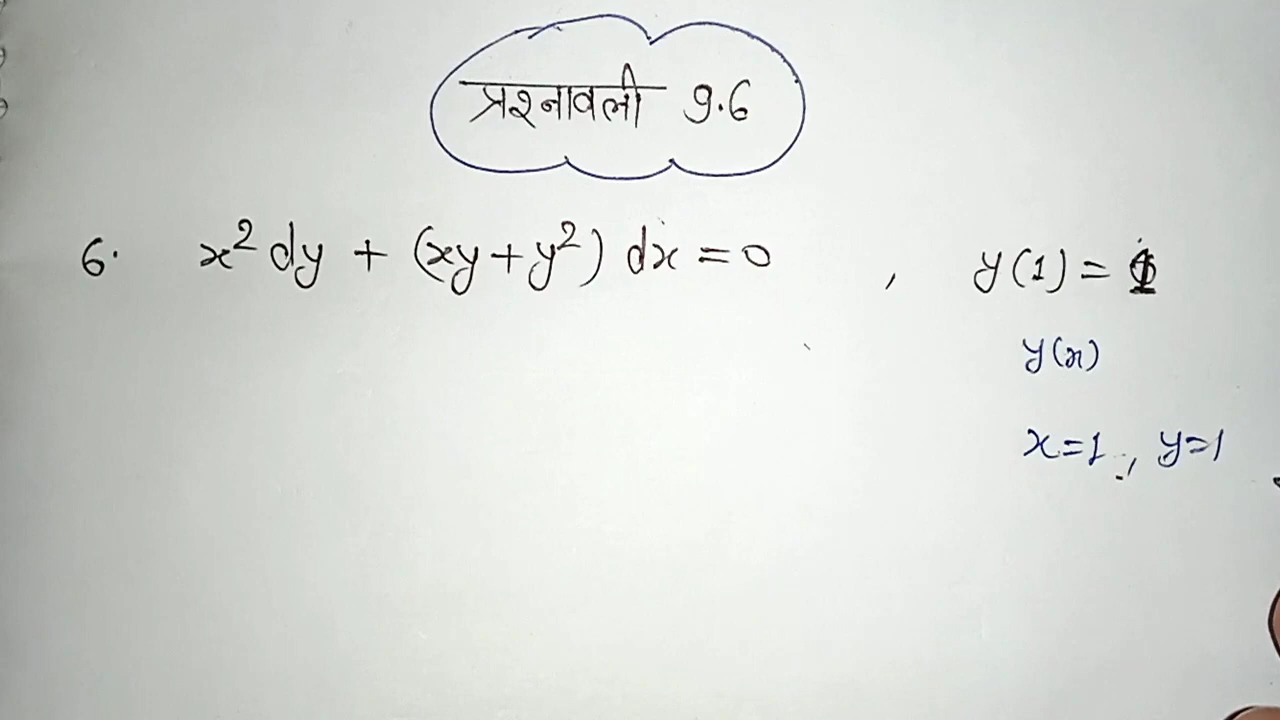 प्रश्नावली 9.6
6. x² dy + (xy + y²) dx = 0 , y(1) = 1
y(x)
x=1, y=1